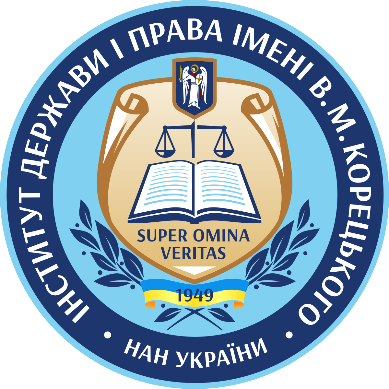 ІНСТИТУТ ДЕРЖАВИ І ПРАВА ІМЕНІ В.М.КОРЕЦЬКОГО
SUPER OMINA
VERITAS
1949
• НАН УКРАЇНИ •